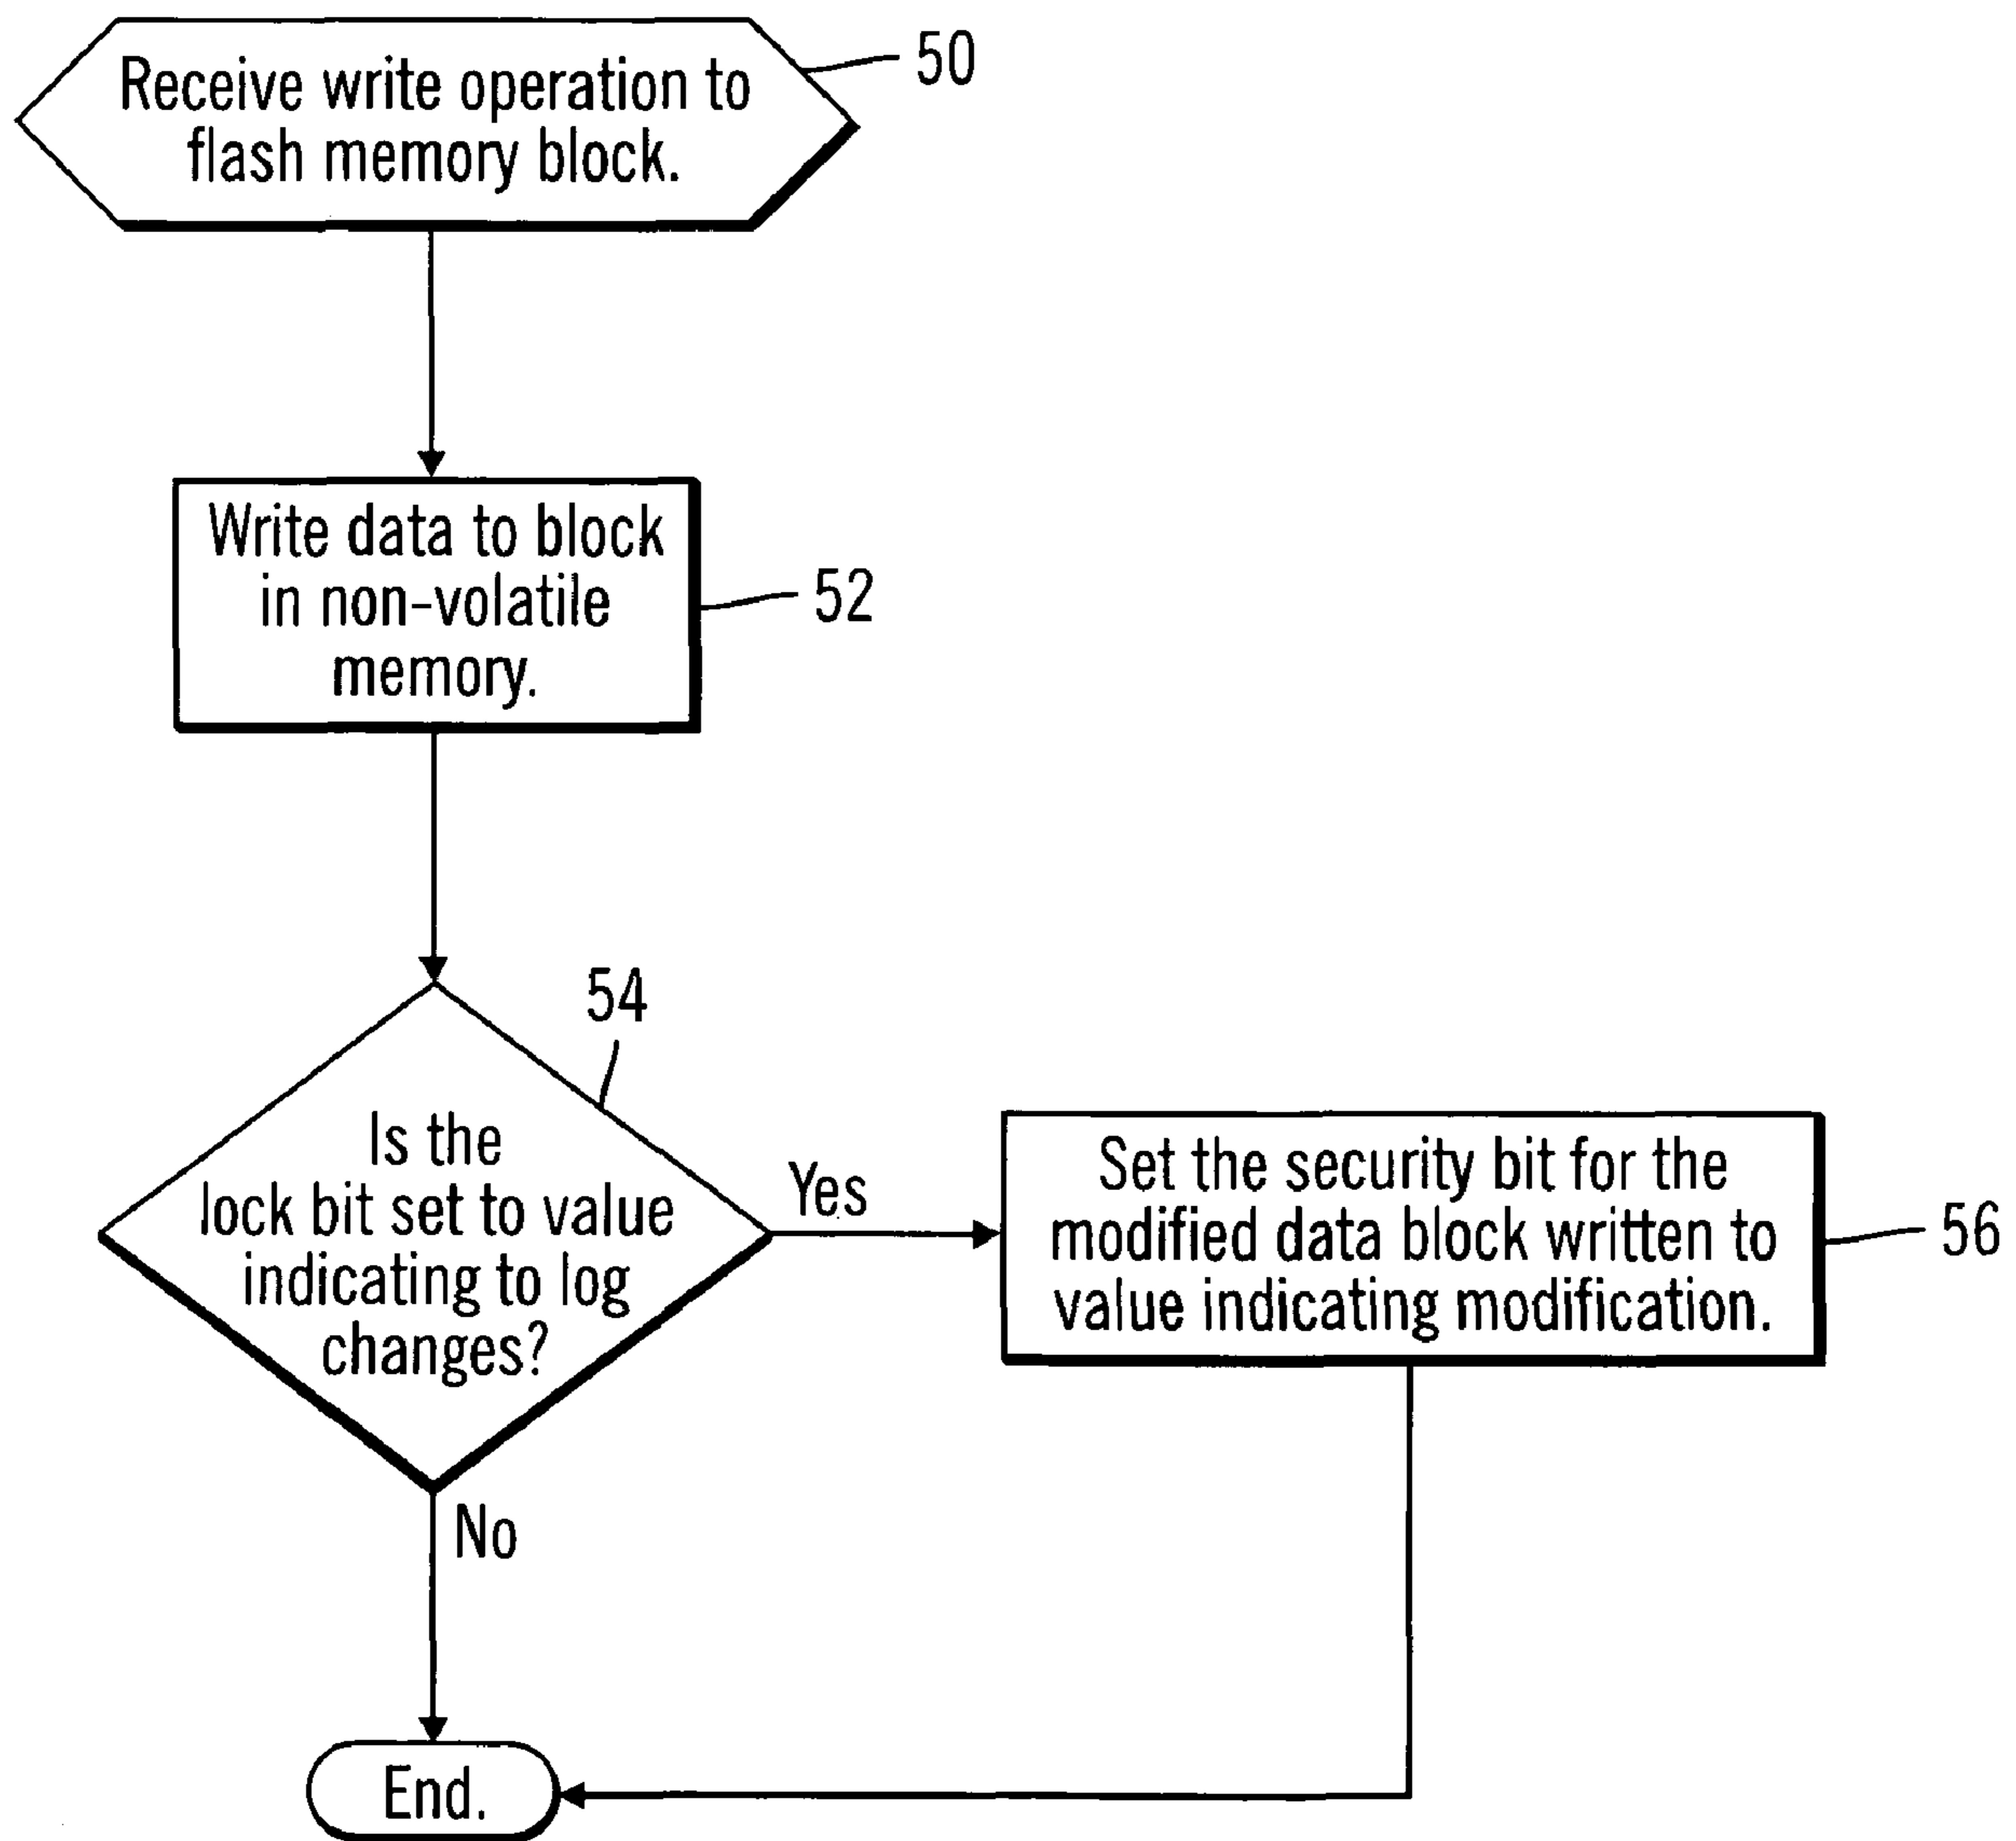 Receive write operation to
flash memory block.
50
Write data to block
in non-volatile
memory.
52
54
Is the
lock bit set to value
indicating to log
changes?
Yes
Set the security bit for the
modified data block written to
value indicating modification.
56
No
End.